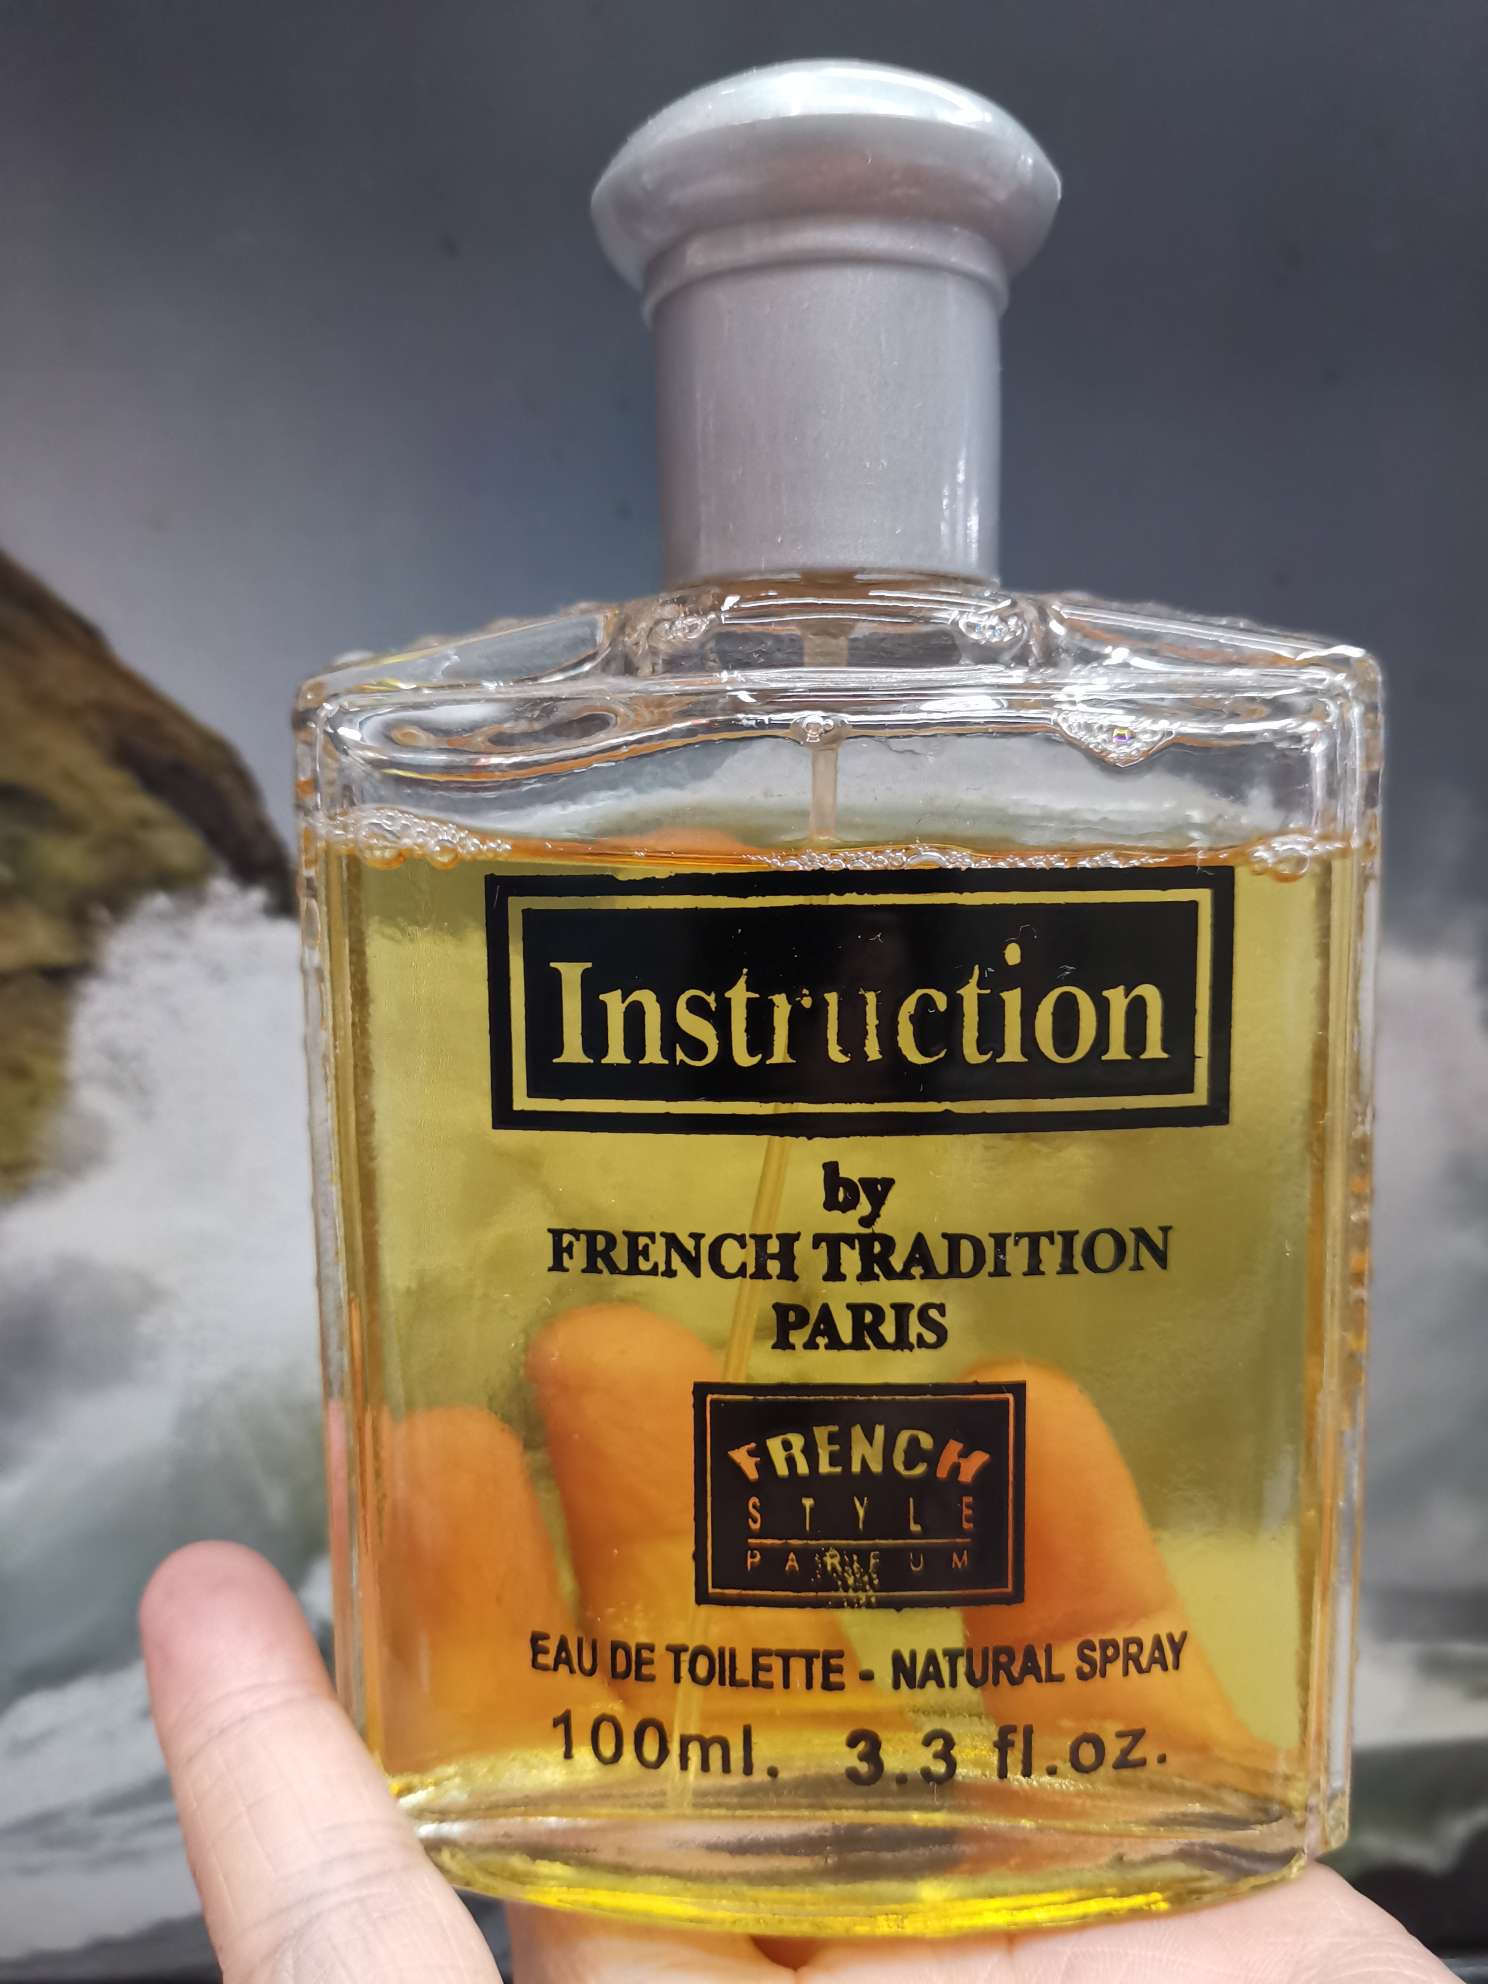 Instruction
by
FRENCH TRADITION
PARIS
FRENCH
STYLE
PARFUM
EAU DE TOILETTE - NATURAL SPRAY
100ml. 3.3 fl.oz.